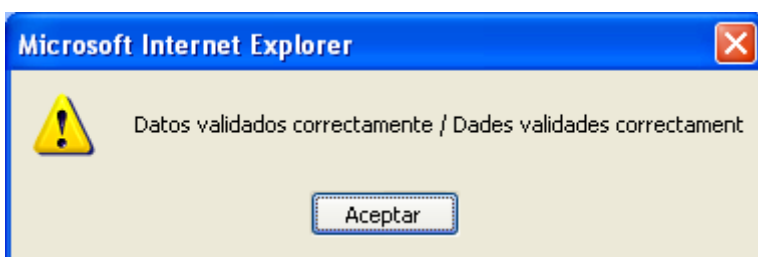 Microsoft Internet Explorer
Datos validados correctamente / Dades validades correctament
Aceptar